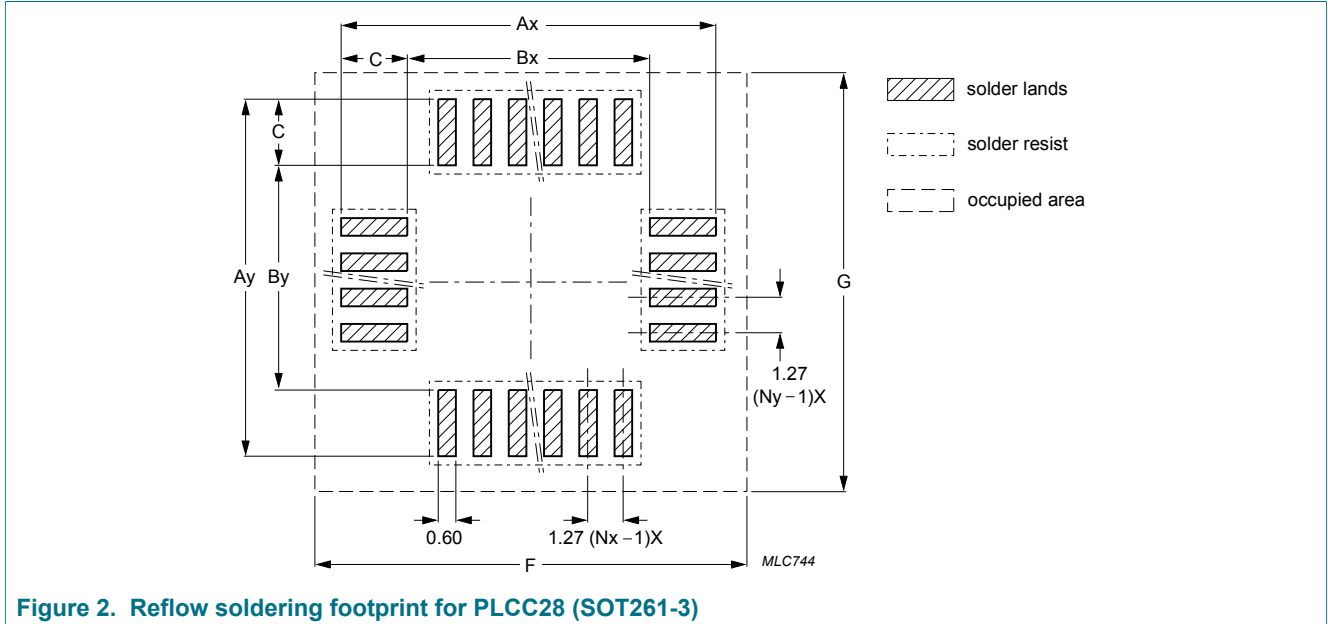 Ax
C
Bx
solder lands
C
solder resist
occupied area
Ay
By
G
1.27
(Ny −1)X
0.60
1.27 (Nx −1)X
F
MLC744
Figure 2. Reflow soldering footprint for PLCC28 (SOT261-3)